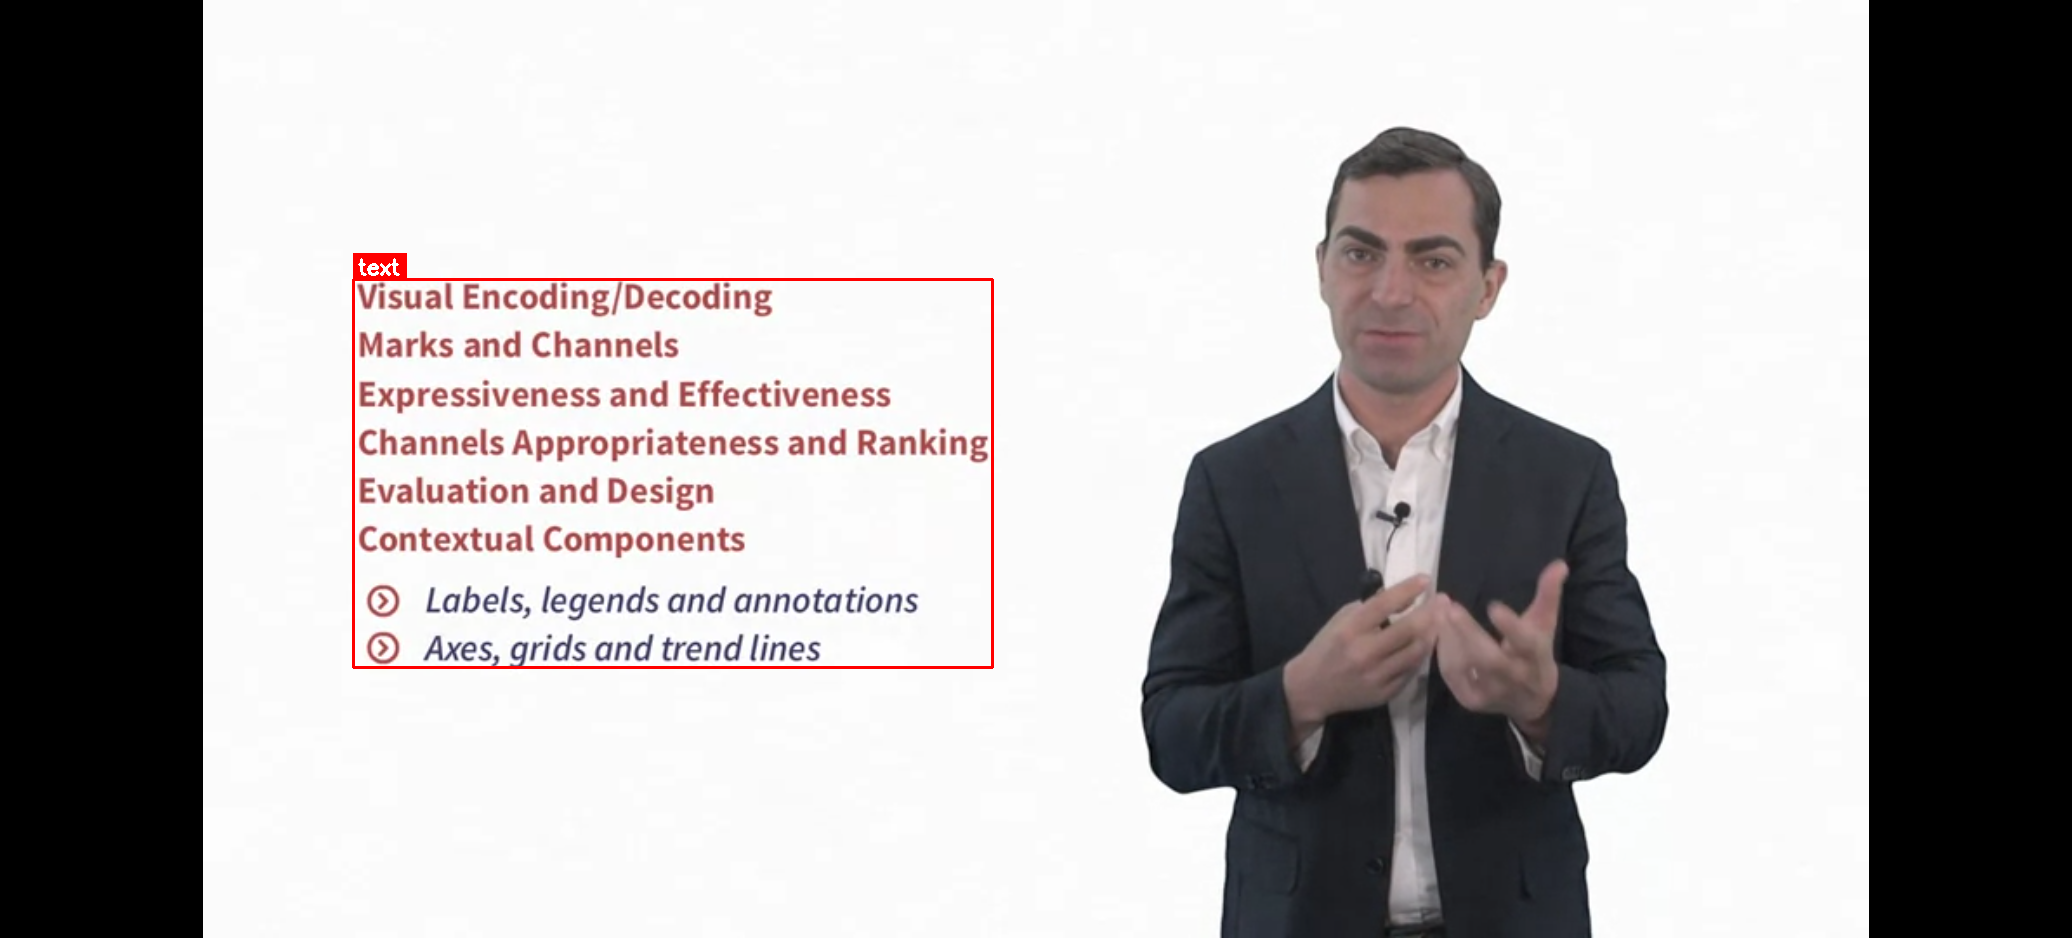 text
Visual Encoding/Decoding
Marks and Channels
Expressiveness and Effectiveness
Channels Appropriateness and Ranking
Evaluation and Design
Contextual Components
Labels, legends and annotations
Axes, grids and trend lines